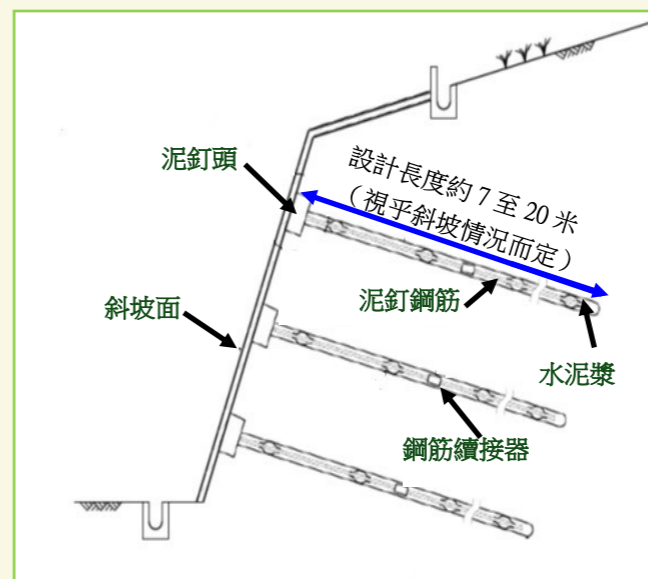 泥釘頭
設計長度約 7 至 20 米
（視乎斜坡情況而定）
泥釘鋼筋
斜坡面
水泥漿
鋼筋續接器